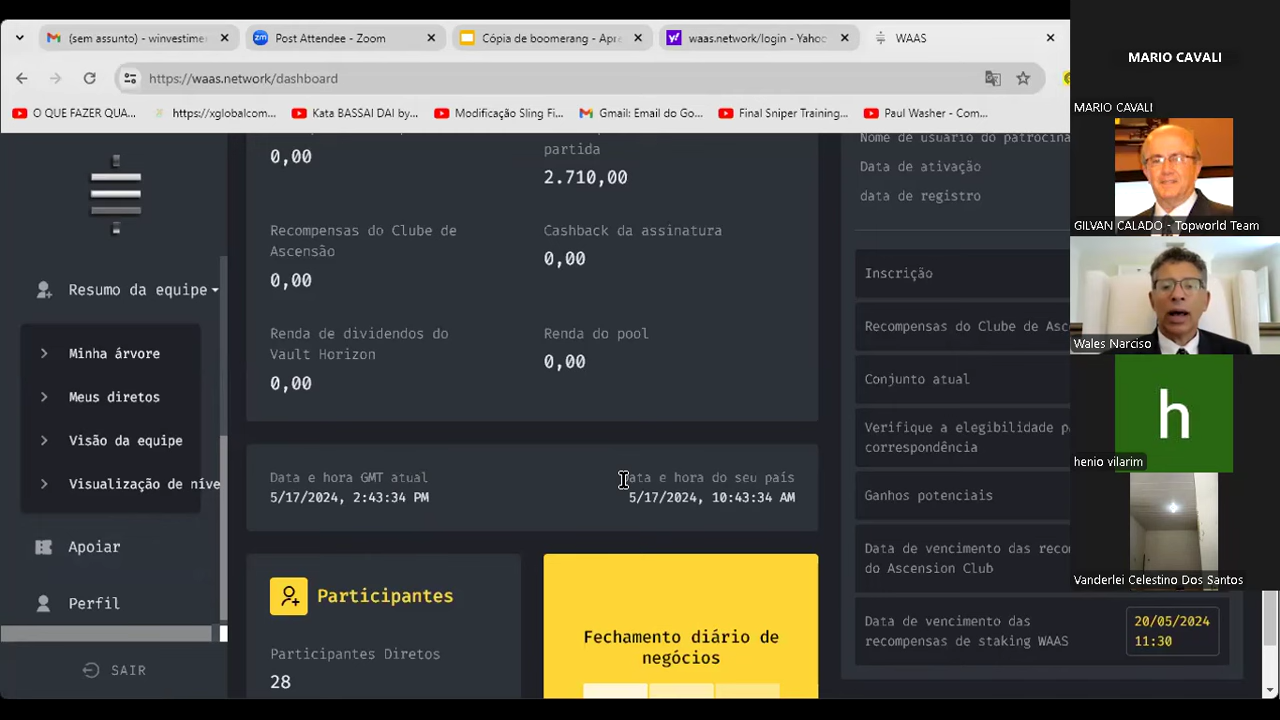 (sem assunto) - winvestime
Post Attendee - Zoom
Cópia de boomerang - Apre
waas.network/login - Yahoo
WAAS
https://waas.network/dashboard
O QUE FAZER QUA...
https://xglobalcom...
Kata BASSAI DAI by...
Modificação Sling Fi...
Gmail: Email do Go...
Final Sniper Training...
Paul Washer - Com...
Resumo da equipe
Minha árvore
Meus diretos
Visão da equipe
Visualização de níve
Apoiar
Perfil
SAIR
0,00
partida
2.710,00
Recompensas do Clube de
Ascensão
0,00
Cashback da assinatura
0,00
Renda de dividendos do
Vault Horizon
0,00
Renda do pool
0,00
Data e hora GMT atual
5/17/2024, 2:43:34 PM
Data e hora do seu país
5/17/2024, 10:43:34 AM
Participantes
Participantes Diretos
28
Fechamento diário de
negócios
Nome de usuário do patrocina
Data de ativação
data de registro
Inscrição
Recompensas do Clube de Asc
Conjunto atual
Verifique a elegibilidade p
correspondência
Ganhos potenciais
Data de vencimento das reco
do Ascension Club
Data de vencimento das
recompensas de staking WAAS
20/05/2024
11:30
MARIO CAVALI
MARIO CAVALI
GILVAN CALADO - Topworld Team
Wales Narciso
h
henio vilarim
Vanderlei Celestino Dos Santos